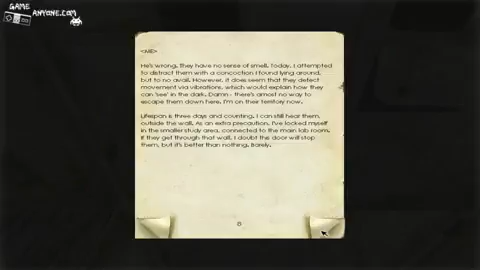 GAME
ANYONE.COM
<ME>
He's wrong. They have no sense of smell. Today, I attempted
to distract them with a concoction I found lying around,
but to no avail. However, it does seem that they detect
movement via vibrations, which would explain how they
can 'see' in the dark. Damn - there's almost no way to
escape them down here. I'm on their territory now.
Lifespan is three days and counting. I can still hear them,
outside the wall. As an extra precaution, I've locked myself
in the smaller study area, connected to the main lab room.
If they get through that wall, I doubt the door will stop
them, but it's better than nothing. Barely.